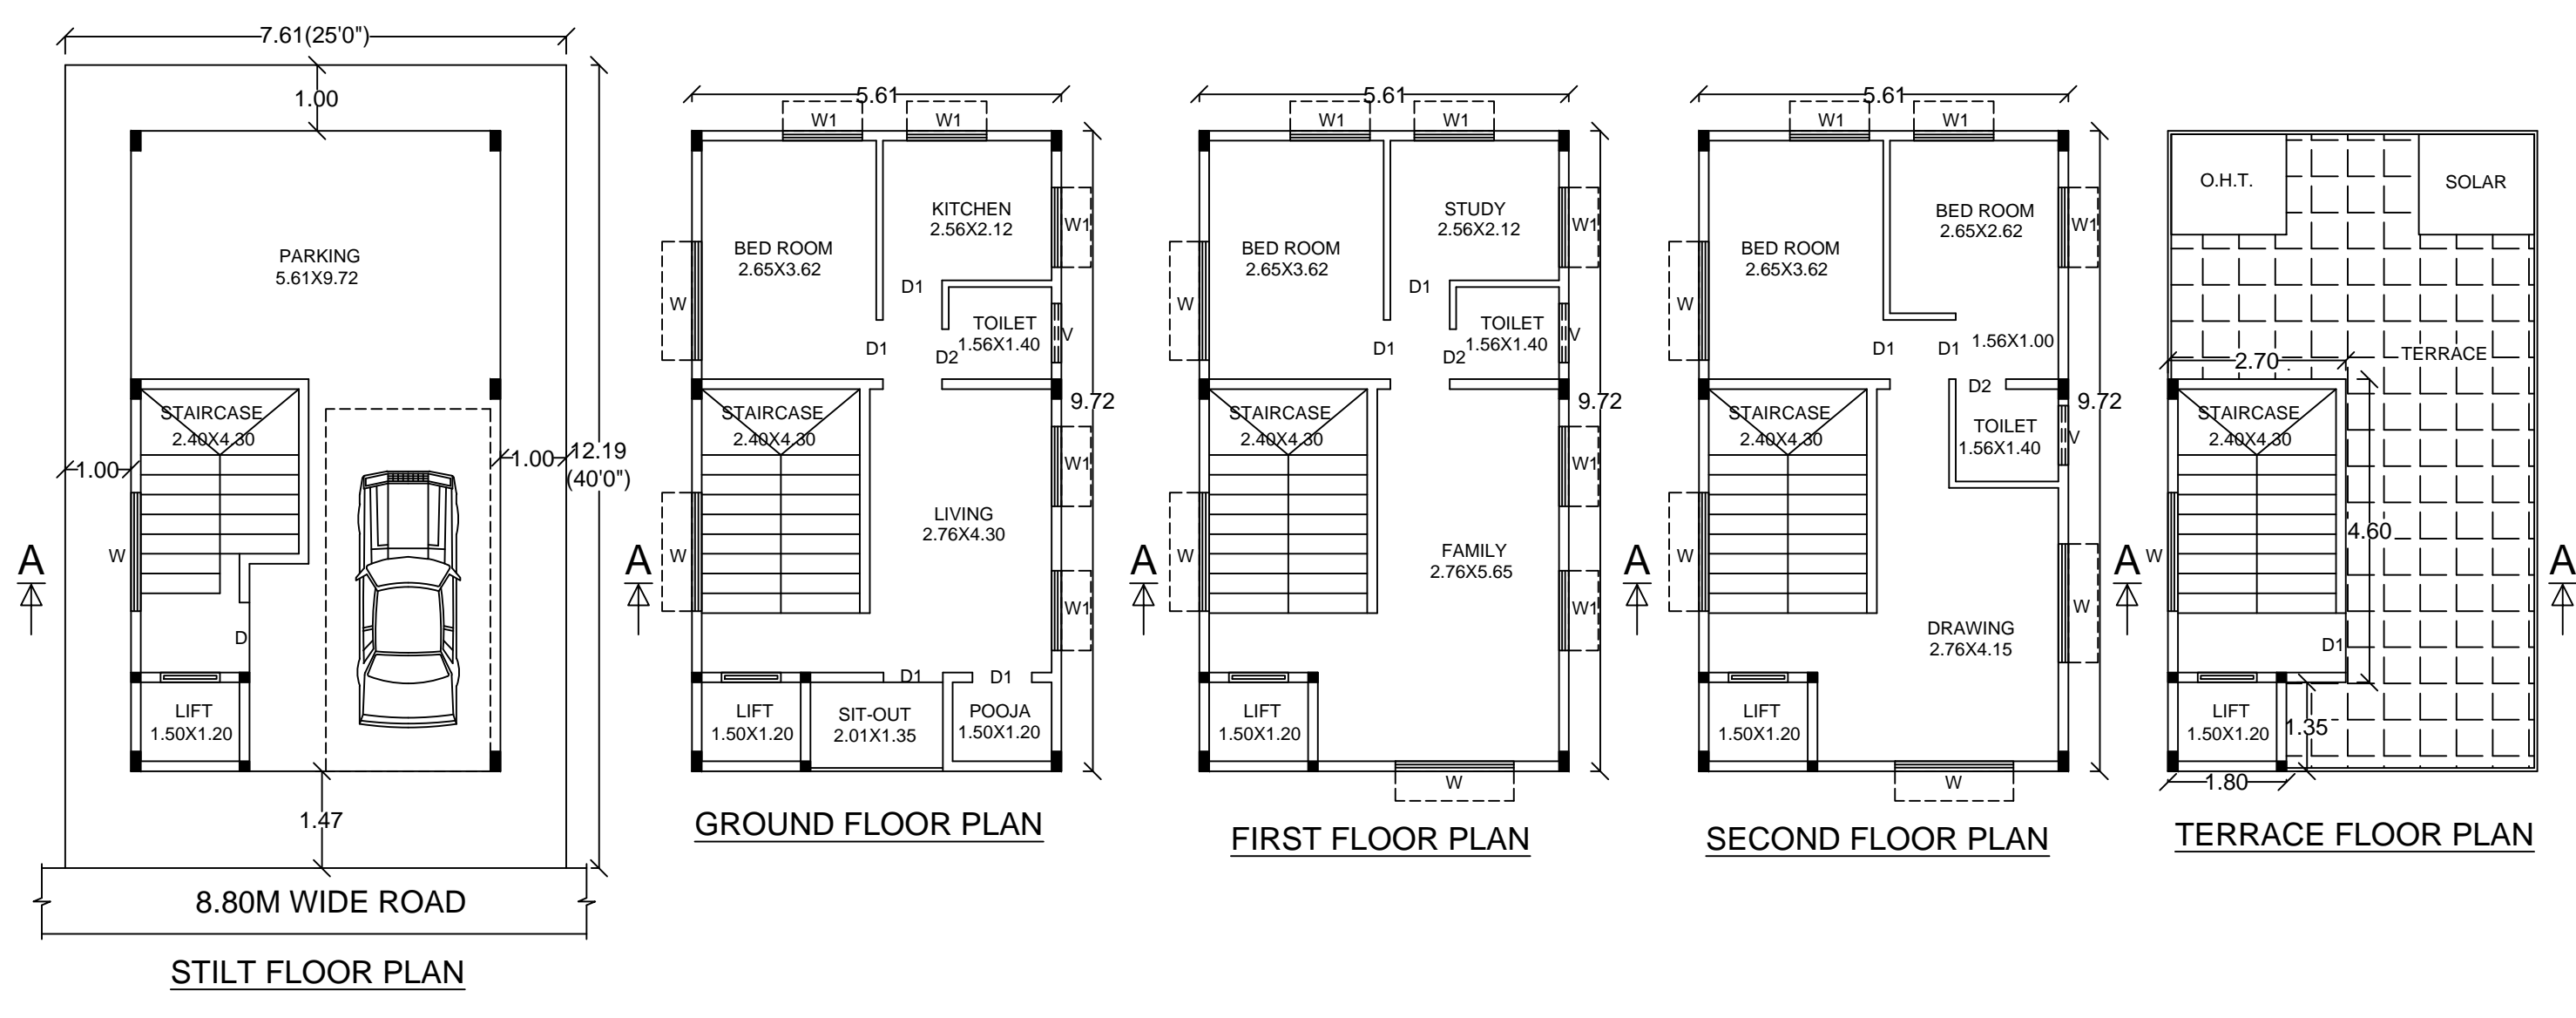 7.61(25'0")
1.00
PARKING
5.61X9.72
STAIRCASE
2.40X4.30
1.00
1.00
12.19
(40'0")
W
A
D
LIFT
1.50X1.20
1.47
8.80M WIDE ROAD
STILT FLOOR PLAN
5.61
W1
W1
KITCHEN
2.56X2.12
W1
BED ROOM
2.65X3.62
W
D1
TOILET
1.56X1.40
V
D1
D2
9.72
STAIRCASE
2.40X4.30
W1
LIVING
2.76X4.30
W
A
W1
D1
D1
LIFT
1.50X1.20
SIT-OUT
2.01X1.35
POOJA
1.50X1.20
GROUND FLOOR PLAN
5.61
W1
W1
STUDY
2.56X2.12
W1
BED ROOM
2.65X3.62
W
D1
TOILET
1.56X1.40
V
D1
D2
9.72
STAIRCASE
2.40X4.30
W1
W
A
FAMILY
2.76X5.65
W1
LIFT
1.50X1.20
W
FIRST FLOOR PLAN
5.61
W1
W1
BED ROOM
2.65X2.62
W1
BED ROOM
2.65X3.62
W
D1
D1
1.56X1.00
D2
9.72
STAIRCASE
2.40X4.30
TOILET
1.56X1.40
V
W
A
W
DRAWING
2.76X4.15
LIFT
1.50X1.20
W
SECOND FLOOR PLAN
O.H.T.
SOLAR
TERRACE
2.70
STAIRCASE
2.40X4.30
4.60
W
A
A
D1
LIFT
1.50X1.20
1.35
1.80
TERRACE FLOOR PLAN